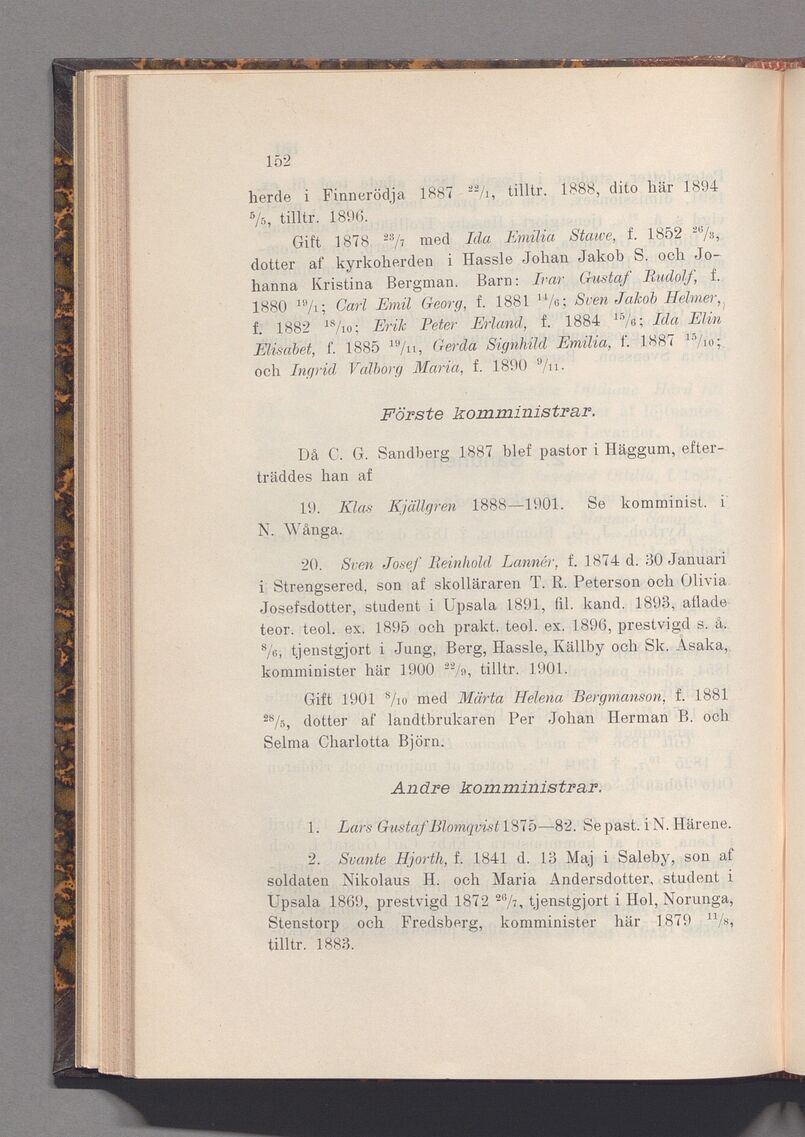 152
herde i Finnerödja 1887 22/1, tilltr. 1888, dito här 1894
5/5, tilltr. 1896.
Gift 1878 23/7 med Ida Emilia Stawe, f. 1852 26/3,
dotter af kyrkoherden i Hassle Johan Jakob S. och Jo-
hanna Kristina Bergman. Barn: Ivar Gustaf Rudolf, f.
1880 19/1; Carl Emil Georg, f. 1881 14/6; Sven Jakob Helmer,
f. 1882 18/10; Erik Peter Erland, f. 1884 15/6; Ida Elin
Elisabet, f. 1885 19/11, Gerda Signhild Emilia, f. 1887 15/10;
och Ingrid Valborg Maria, f. 1890 9/11.
Förste komministrar.
Då C. G. Sandberg 1887 blef pastor i Häggum, efter-
träddes han af
19. Klas Kjällgren 1888—1901. Se komminist. i
N. Wånga.
20. Sven Josef Reinhold Lannér, f. 1874 d. 30 Januari
i Strengsered, son af skolläraren T. R. Peterson och Olivia
Josefsdotter, student i Upsala 1891, fil. kand. 1893, aflade
teor. teol. ex. 1895 och prakt. teol. ex. 1896, prestvigd s. å.
8/6, tjenstgjort i Jung, Berg, Hassle, Källby och Sk. Åsaka,
komminister här 1900 22/9, tilltr. 1901.
Gift 1901 8/10 med Märta Helena Bergmanson, f. 1881
28/5, dotter af landtbrukaren Per Johan Herman B. och
Selma Charlotta Björn.
Andre komministrar.
1. Lars Gustaf Blomqvist 1875—82. Se past. i N. Härene.
2. Svante Hjorth, f. 1841 d. 13 Maj i Saleby, son af
soldaten Nikolaus H. och Maria Andersdotter, student i
Upsala 1869, prestvigd 1872 26/7, tjenstgjort i Hol, Norunga,
Stenstorp och Fredsberg, komminister här 1879 11/8,
tilltr. 1883.